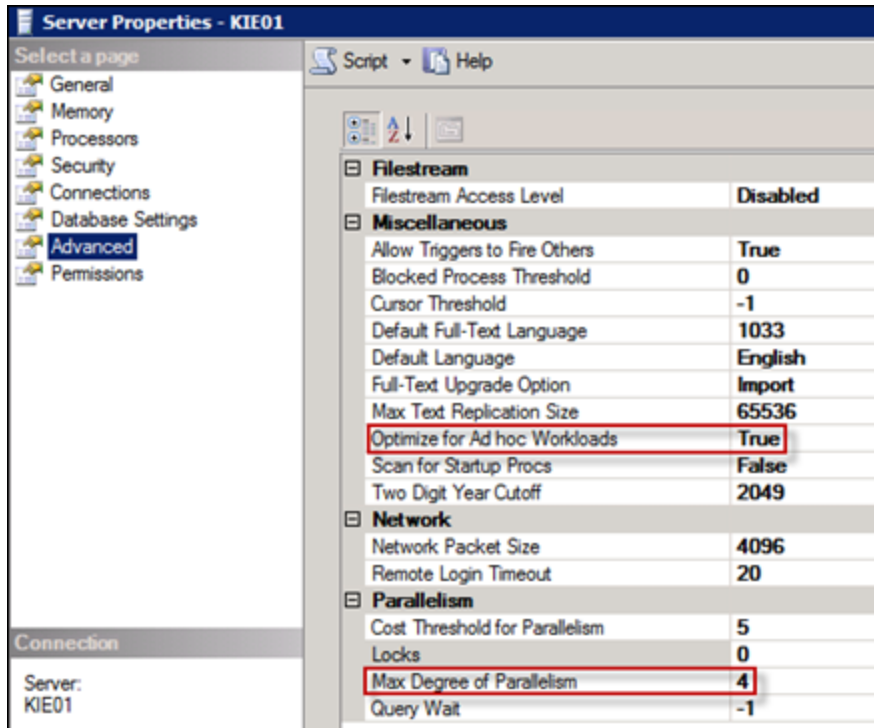 Server Properties - KIE01
Select a page
General
Memory
Processors
Security
Connections
Database Settings
Advanced
Permissions
Script Help
Filestream
Filestream Access Level Disabled
Miscellaneous
Allow Triggers to Fire Others True
Blocked Process Threshold 0
Cursor Threshold -1
Default Full-Text Language 1033
Default Language English
Full-Text Upgrade Option Import
Max Text Replication Size 65536
Optimize for Ad hoc Workloads True
Scan for Startup Procs False
Two Digit Year Cutoff 2049
Network
Network Packet Size 4096
Remote Login Timeout 20
Parallelism
Cost Threshold for Parallelism 5
Locks 0
Max Degree of Parallelism 4
Query Wait -1
Connection
Server:
KIE01